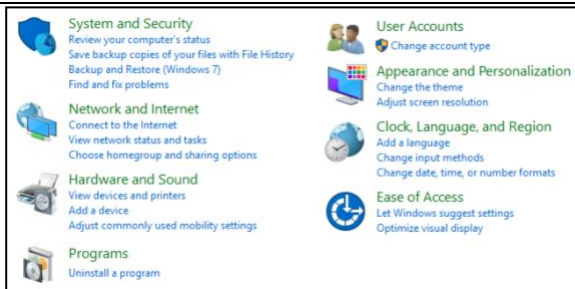 System and Security
Review your computer's status
Save backup copies of your files with File History
Backup and Restore (Windows 7)
Find and fix problems
Network and Internet
Connect to the Internet
View network status and tasks
Choose homegroup and sharing options
Hardware and Sound
View devices and printers
Add a device
Adjust commonly used mobility settings
Programs
Uninstall a program
User Accounts
Change account type
Appearance and Personalization
Change the theme
Adjust screen resolution
Clock, Language, and Region
Add a language
Change input methods
Change date, time, or number formats
Ease of Access
Let Windows suggest settings
Optimize visual display